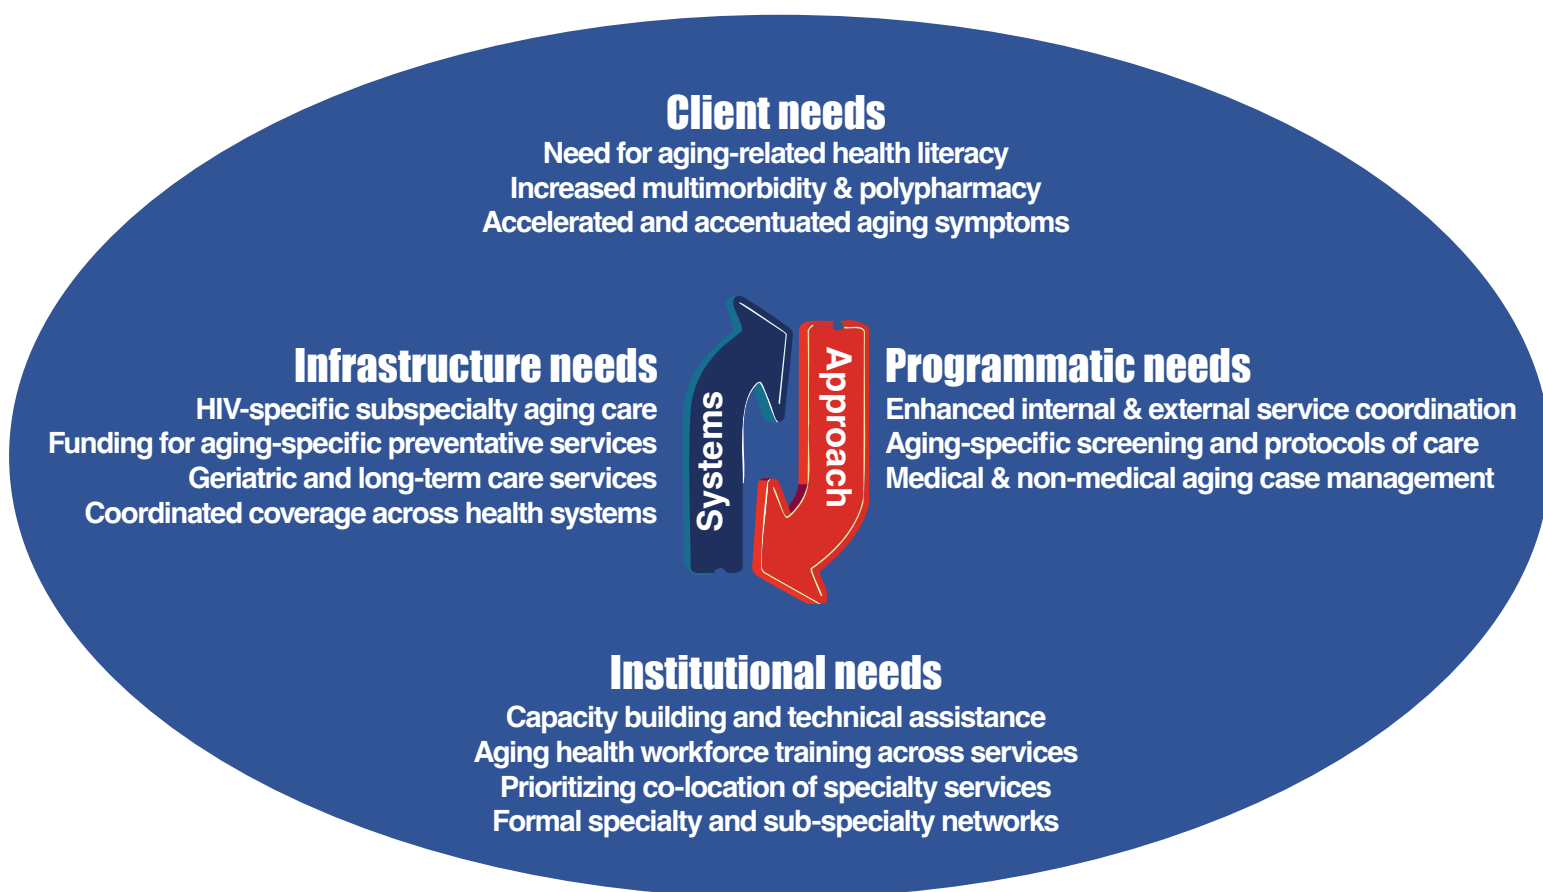 Client needs
Need for aging-related health literacy
Increased multimorbidity & polypharmacy
Accelerated and accentuated aging symptoms
Infrastructure needs
HIV-specific subspecialty aging care
Funding for aging-specific preventative services
Geriatric and long-term care services
Coordinated coverage across health systems
Systems
Approach
Programmatic needs
Enhanced internal & external service coordination
Aging-specific screening and protocols of care
Medical & non-medical aging case management
Institutional needs
Capacity building and technical assistance
Aging health workforce training across services
Prioritizing co-location of specialty services
Formal specialty and sub-specialty networks